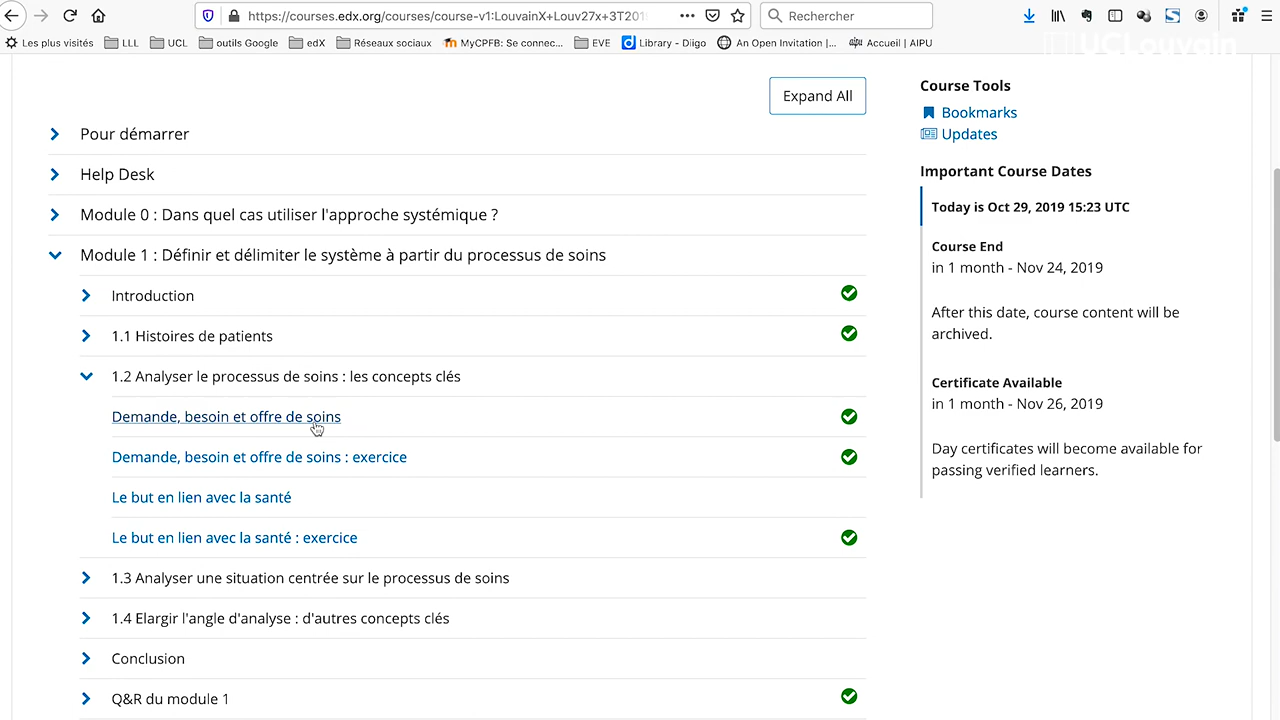 https://courses.edx.org/courses/course-v1:LouvainX+Louv27x+3T201
Rechercher
Les plus visités
LLL
UCL
outils Google
edX
Réseaux sociaux
MyCPFB: Se connec...
EVE
Library - Diigo
An Open Invitation |...
Accueil | AIPU
UCLouvain
Expand All
Pour démarrer
Help Desk
Module 0 : Dans quel cas utiliser l'approche systémique ?
Module 1 : Définir et délimiter le système à partir du processus de soins
Introduction
1.1 Histoires de patients
1.2 Analyser le processus de soins : les concepts clés
Demande, besoin et offre de soins
Demande, besoin et offre de soins : exercice
Le but en lien avec la santé
Le but en lien avec la santé : exercice
1.3 Analyser une situation centrée sur le processus de soins
1.4 Elargir l'angle d'analyse : d'autres concepts clés
Conclusion
Q&R du module 1
Course Tools
Bookmarks
Updates
Important Course Dates
Today is Oct 29, 2019 15:23 UTC
Course End
in 1 month - Nov 24, 2019
After this date, course content will be
archived.
Certificate Available
in 1 month - Nov 26, 2019
Day certificates will become available for
passing verified learners.